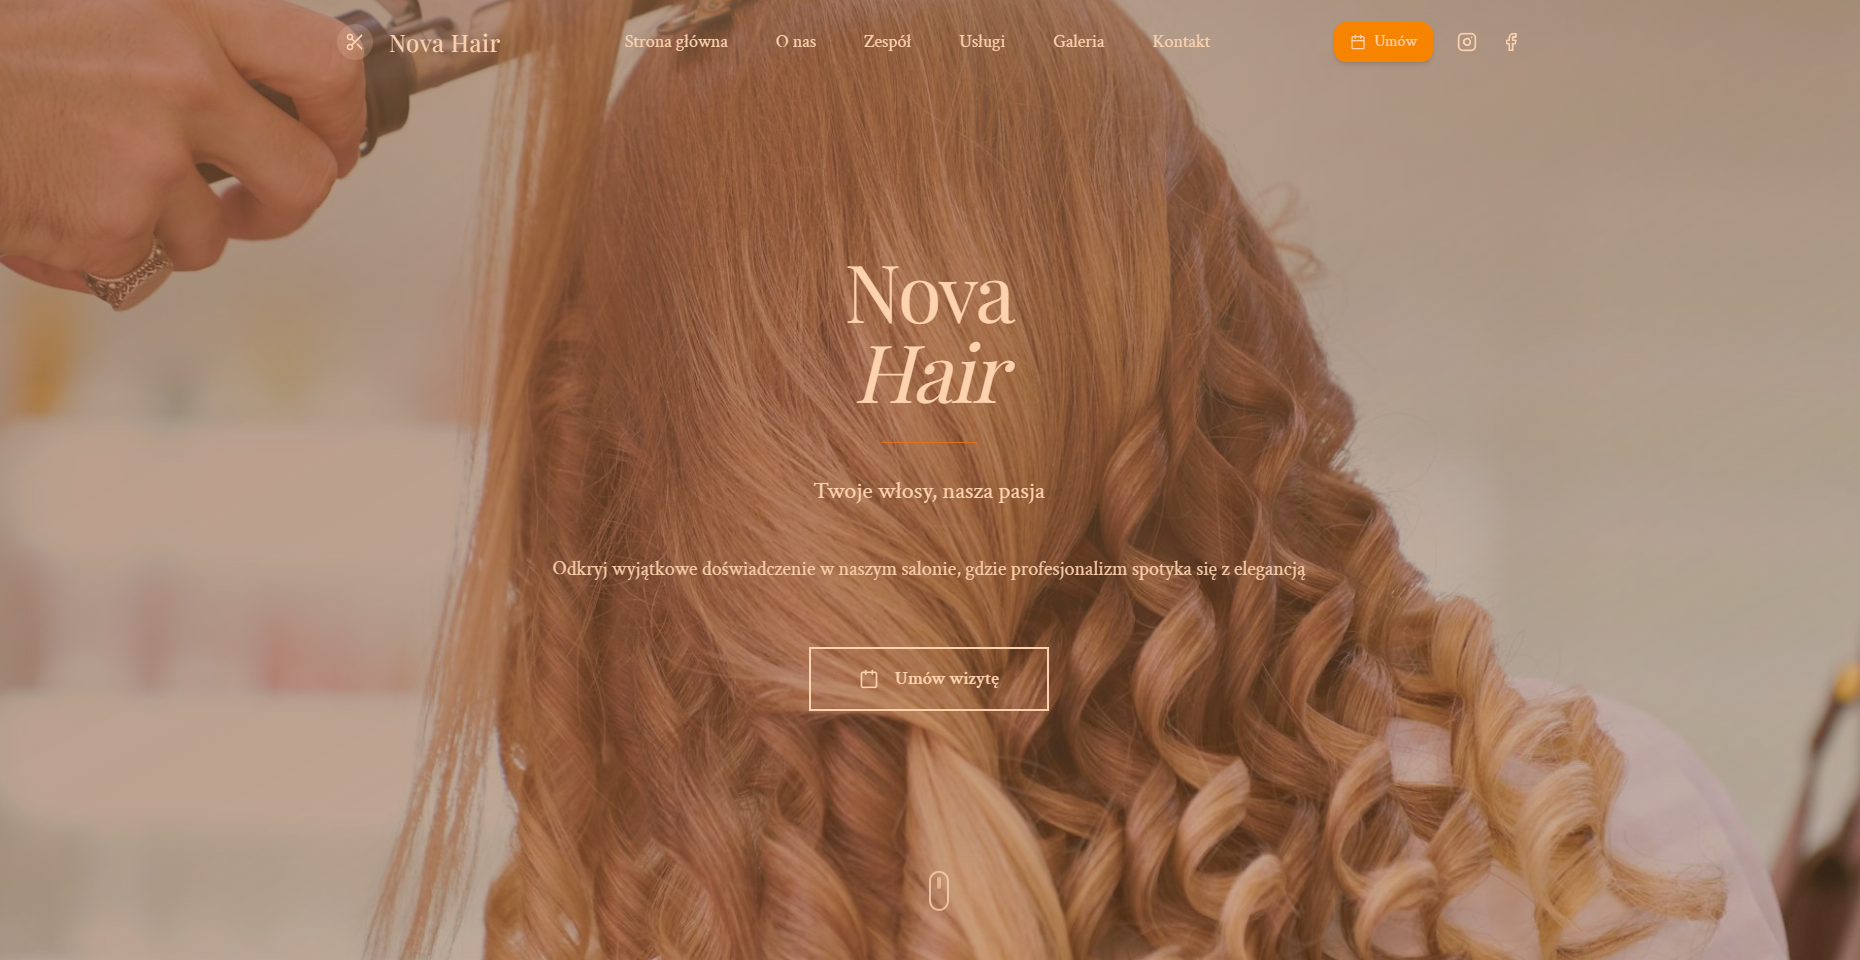 Nova Hair
Strona główna
O nas
Zespół
Usługi
Galeria
Kontakt
Umów
Nova
Hair
Twoje włosy, nasza pasja
Odkryj wyjątkowe doświadczenie w naszym salonie, gdzie profesjonalizm spotyka się z elegancją
Umów wizytę